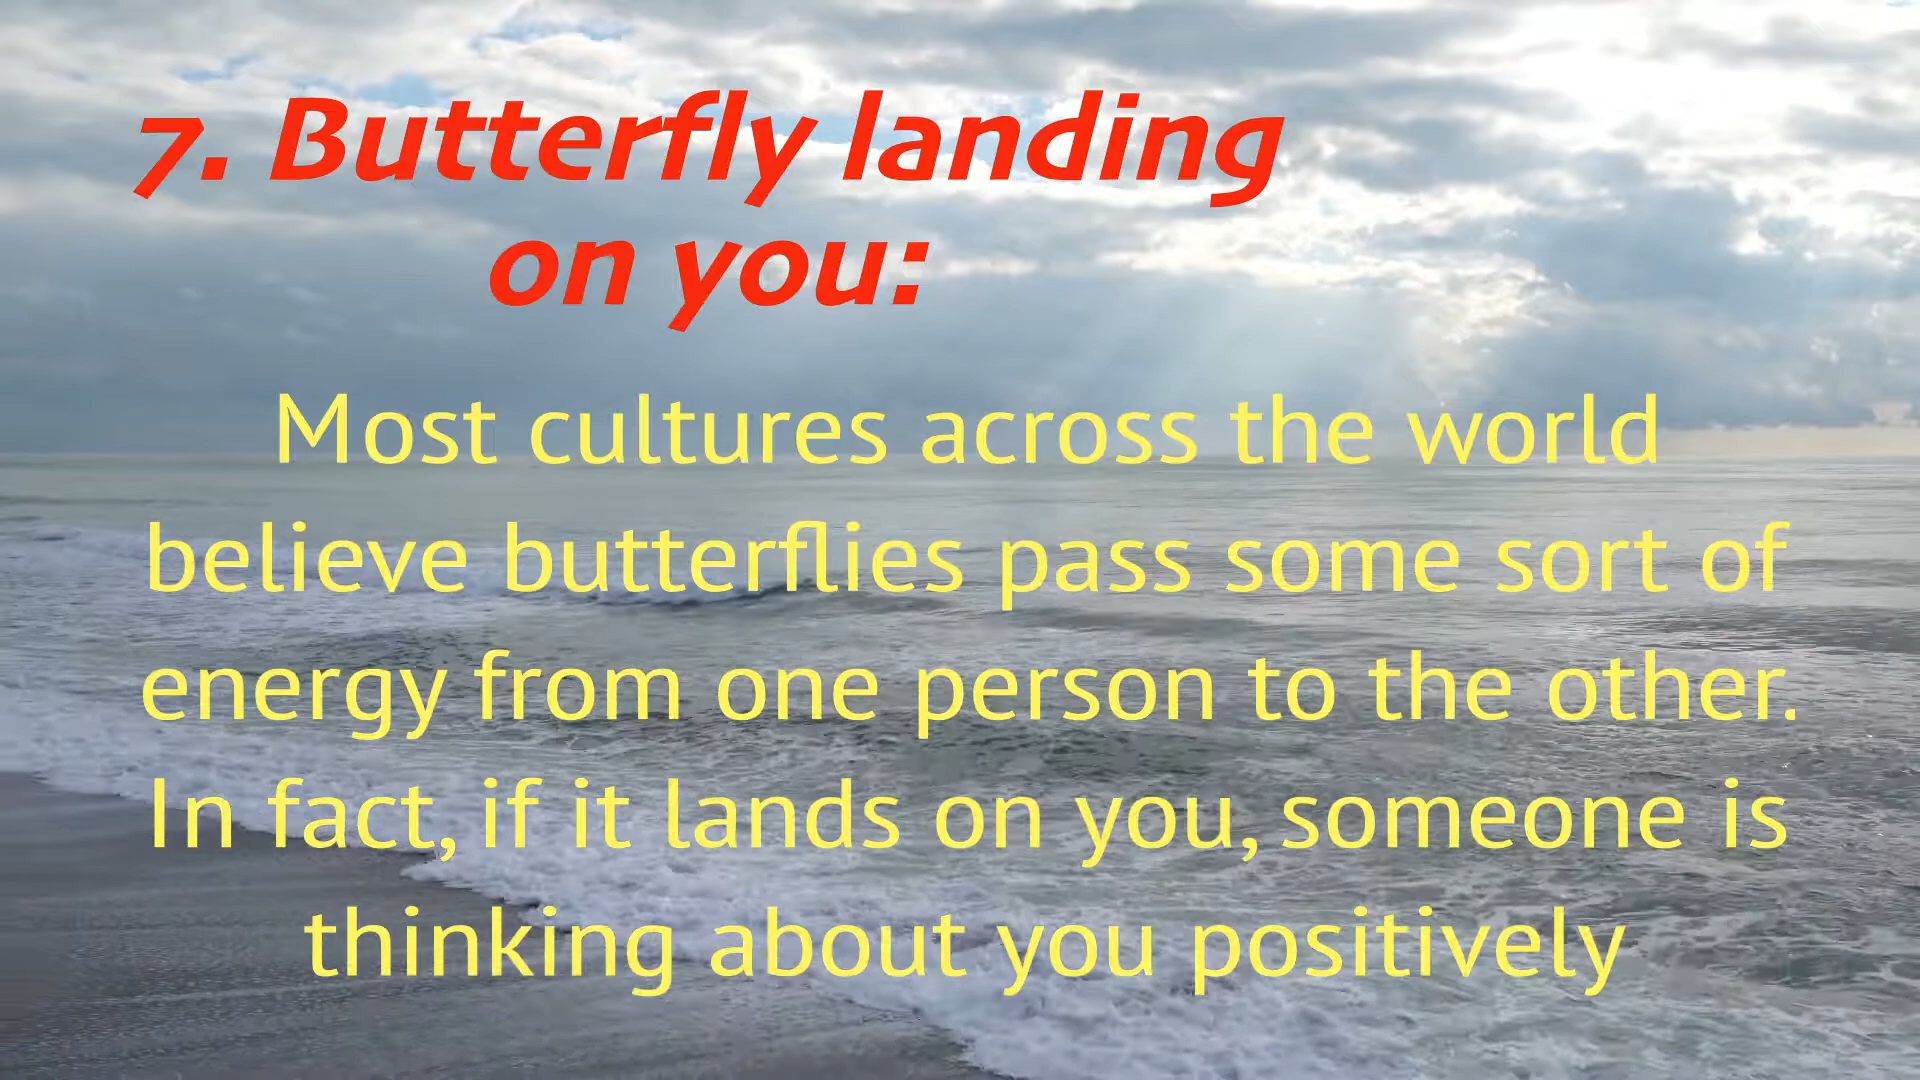 7. Butterfly landing
on you:
Most cultures across the world
believe butterflies pass some sort of
energy from one person to the other.
In fact, if it lands on you, someone is
thinking about you positively